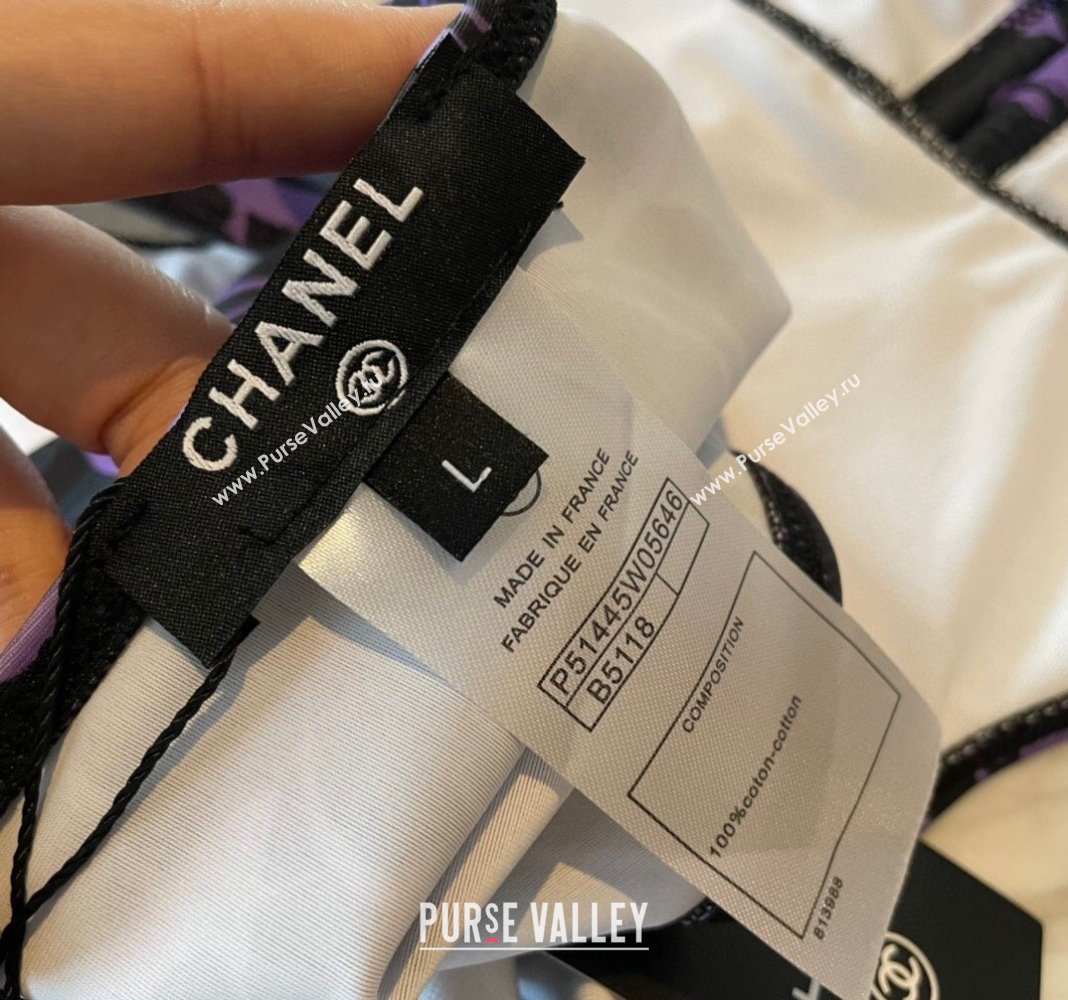 CHANEL
L
MADE IN FRANCE
FABRIQUE EN FRANCE
P51445W05646
B5118
COMPOSITION
100%coton-cotton
813988
www.PurseValley.ru
www.PurseValley.ru
PURSE VALLEY